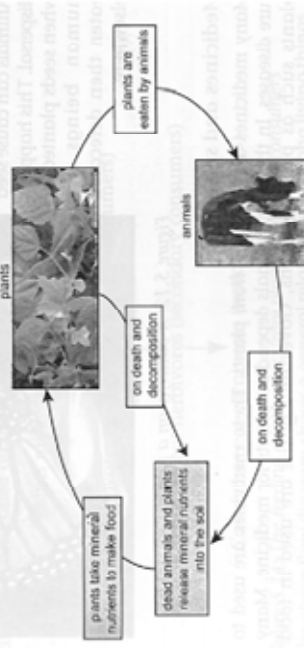 plants
plants are
eaten by animals
animals
on death and
decomposition
on death and
decomposition
dead animals and plants
release mineral nutrients
into the soil
plants take mineral
nutrients to make food